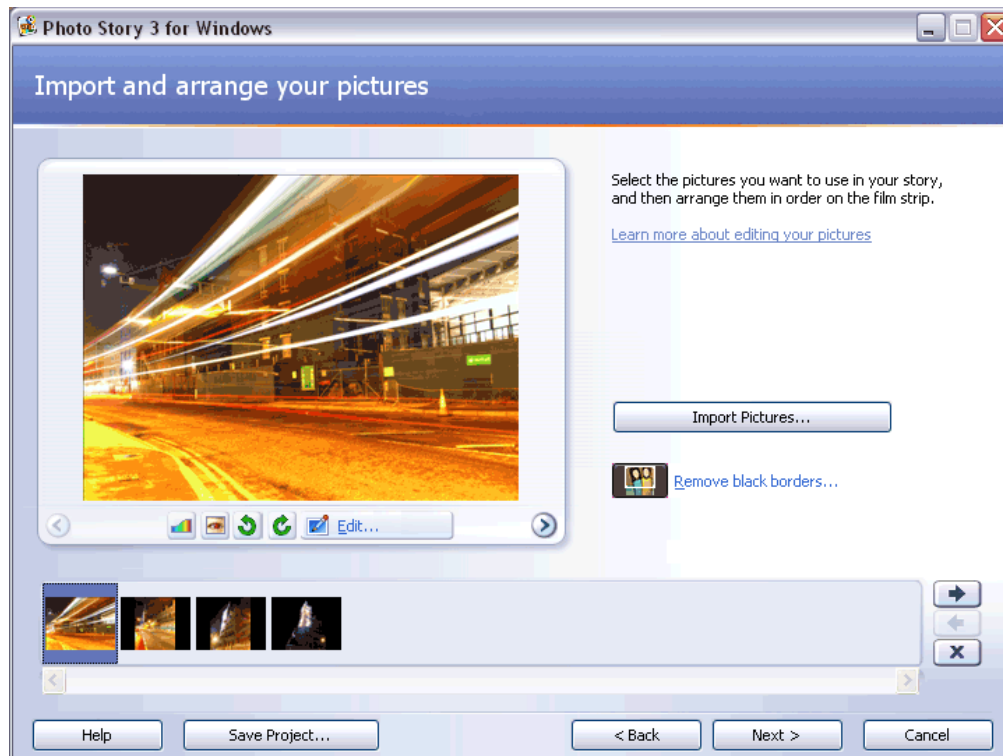 Photo Story 3 for Windows
Import and arrange your pictures
Select the pictures you want to use in your story,
and then arrange them in order on the film strip.
Learn more about editing your pictures
Import Pictures...
Remove black borders...
Edit...
Help
Save Project...
< Back
Next >
Cancel